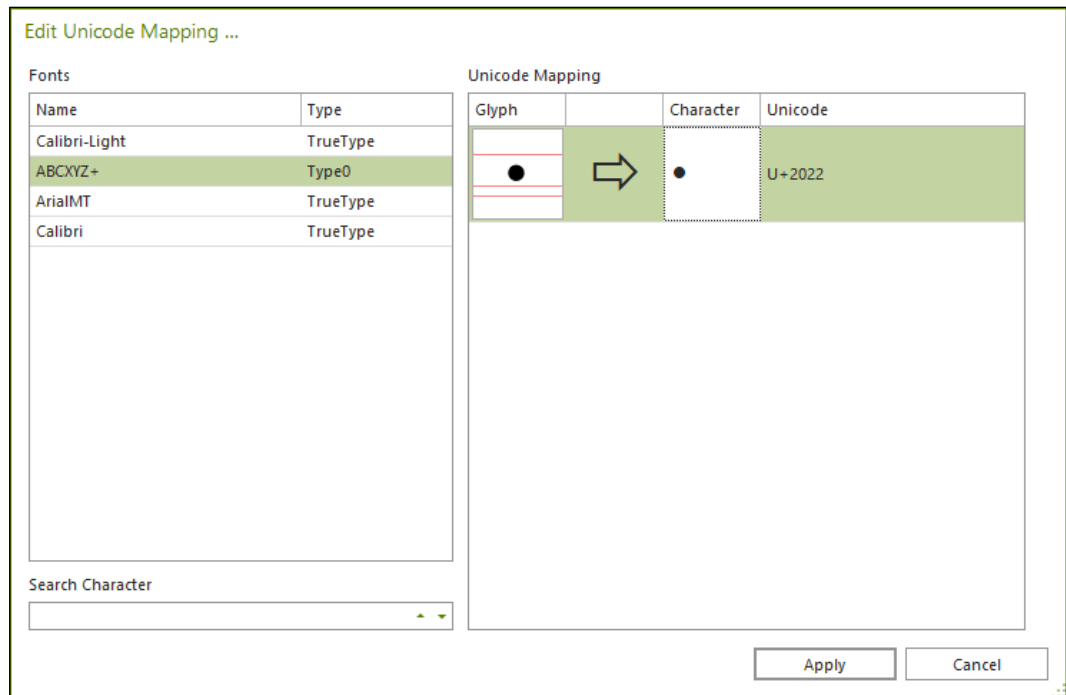 Edit Unicode Mapping ...
Fonts
Name Type
Calibri-Light TrueType
ABCXYZ+ Type0
ArialMT TrueType
Calibri TrueType
Search Character
Unicode Mapping
Glyph Character Unicode
● ⇨ ● U+2022
Apply Cancel